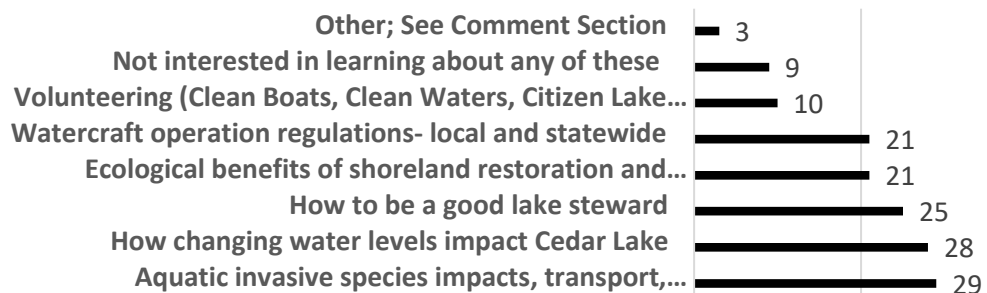 Other; See Comment Section 3
Not interested in learning about any of these 9
Volunteering (Clean Boats, Clean Waters, Citizen Lake… 10
Watercraft operation regulations- local and statewide 21
Ecological benefits of shoreland restoration and… 21
How to be a good lake steward 25
How changing water levels impact Cedar Lake 28
Aquatic invasive species impacts, transport,… 29